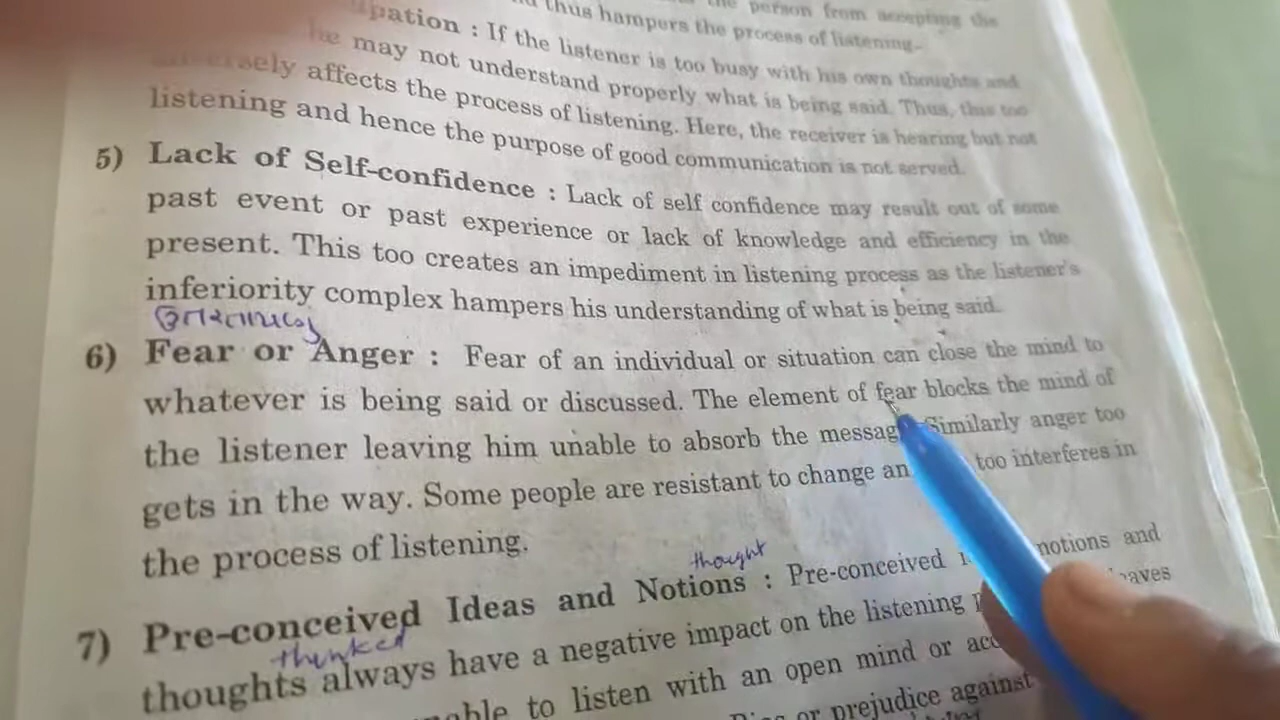 thus hampers the process of listening-
the person from accepting the
: If the listener is too busy with his own thoughts and
he may not understand properly what is being said. Thus, this too
affects the process of listening. Here, the receiver is hearing but not
listening and hence the purpose of good communication is not served.
5) Lack of Self-confidence : Lack of self confidence may result out of some
past event or past experience or lack of knowledge and efficiency in the
present. This too creates an impediment in listening process as the listener's
inferiority complex hampers his understanding of what is being said.
6) Fear or Anger : Fear of an individual or situation can close the mind to
whatever is being said or discussed. The element of fear blocks the mind of
the listener leaving him unable to absorb the Similarly anger too
gets in the way. Some people are resistant to change too interferes in
the process of listening.
thought
7) Pre-conceived Ideas and Notions : Pre-conceived notions and
thinked
thoughts always have a negative impact on the listening
to listen with an open mind or
or prejudice against